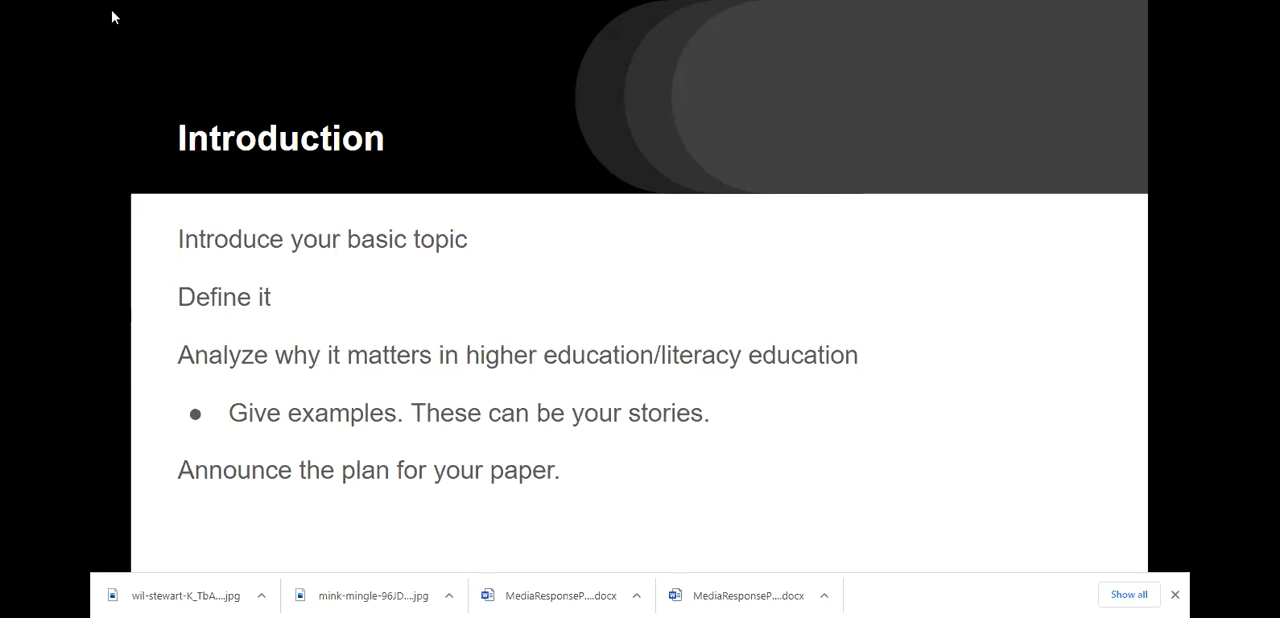 Introduction
Introduce your basic topic
Define it
Analyze why it matters in higher education/literacy education
● Give examples. These can be your stories.
Announce the plan for your paper.
wil-stewart-K_TbA....jpg
mink-mingle-96JD....jpg
MediaResponseP....docx
MediaResponseP....docx
Show all